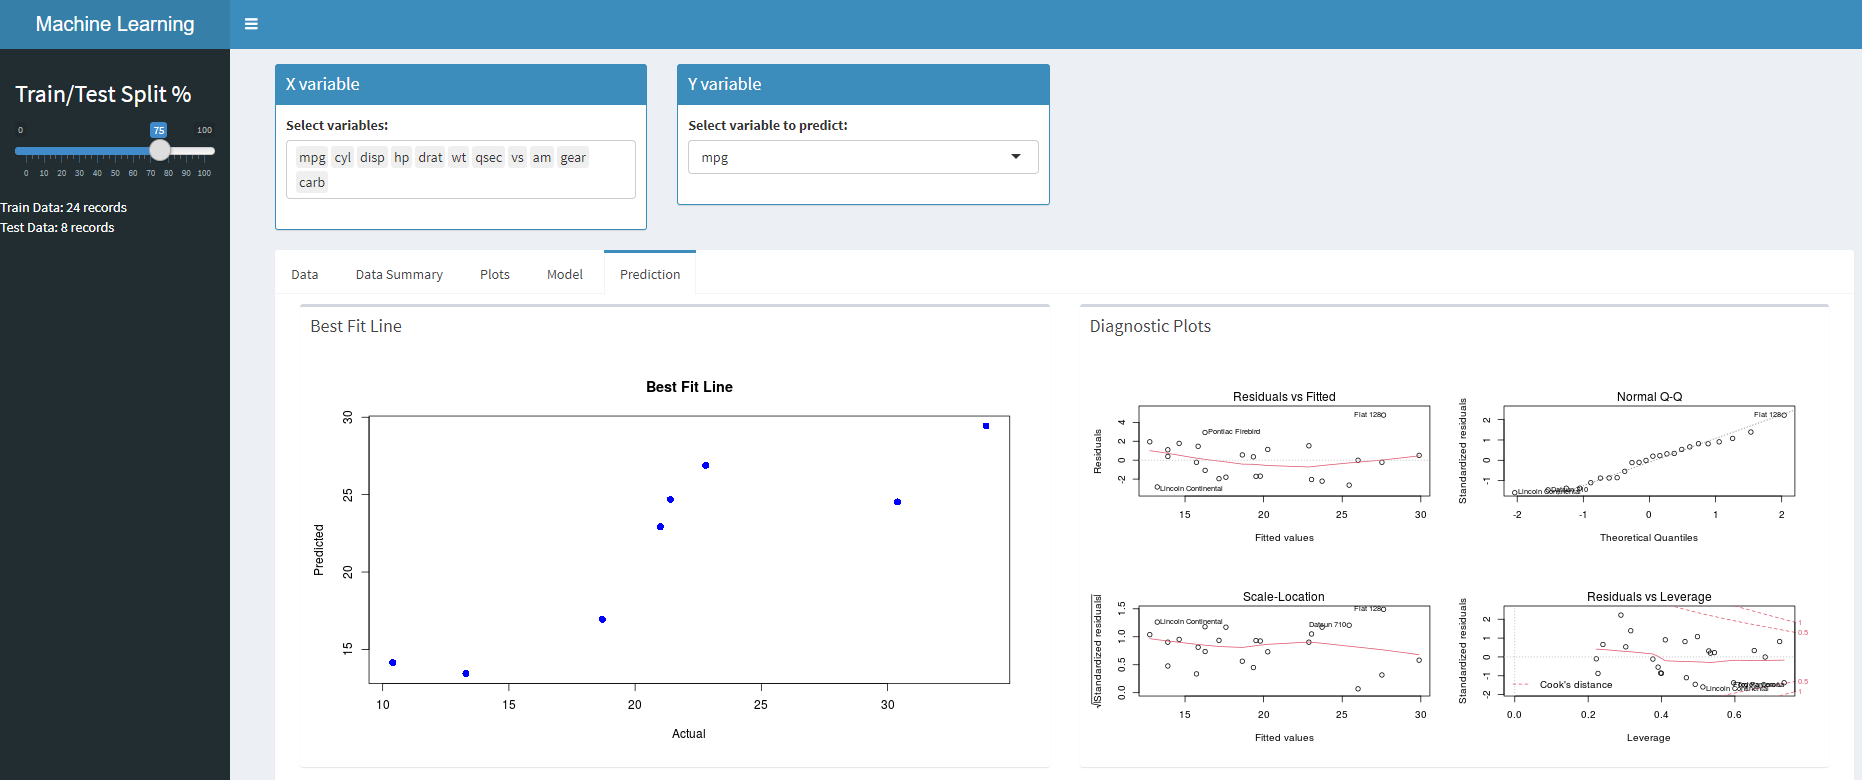 Machine Learning
Train/Test Split %
0 75 100
0 10 20 30 40 50 60 70 80 90 100
Train Data: 24 records
Test Data: 8 records
X variable
Select variables:
mpg cyl disp hp drat wt qsec vs am gear
carb
Y variable
Select variable to predict:
mpg
Data Data Summary Plots Model Prediction
Best Fit Line
Best Fit Line
Predicted
30
25
20
15
10 15 20 25 30
Actual
Diagnostic Plots
Residuals vs Fitted
Residuals
4
2
0
-2
Fiat 128
Pontiac Firebird
Lincoln Continental
15 20 25 30
Fitted values
Normal Q-Q
Standardized residuals
2
1
0
-1
Fiat 128
Lincoln Continental
Datsun 710
-2 -1 0 1 2
Theoretical Quantiles
Scale-Location
√|Standardized residuals|
1.5
1.0
0.5
0.0
Fiat 128
Lincoln Continental
Datsun 710
15 20 25 30
Fitted values
Residuals vs Leverage
Standardized residuals
2
1
0
-1
-2
1
0.5
0.5
1
Cook's distance
Lincoln Continental
0.0 0.2 0.4 0.6
Leverage